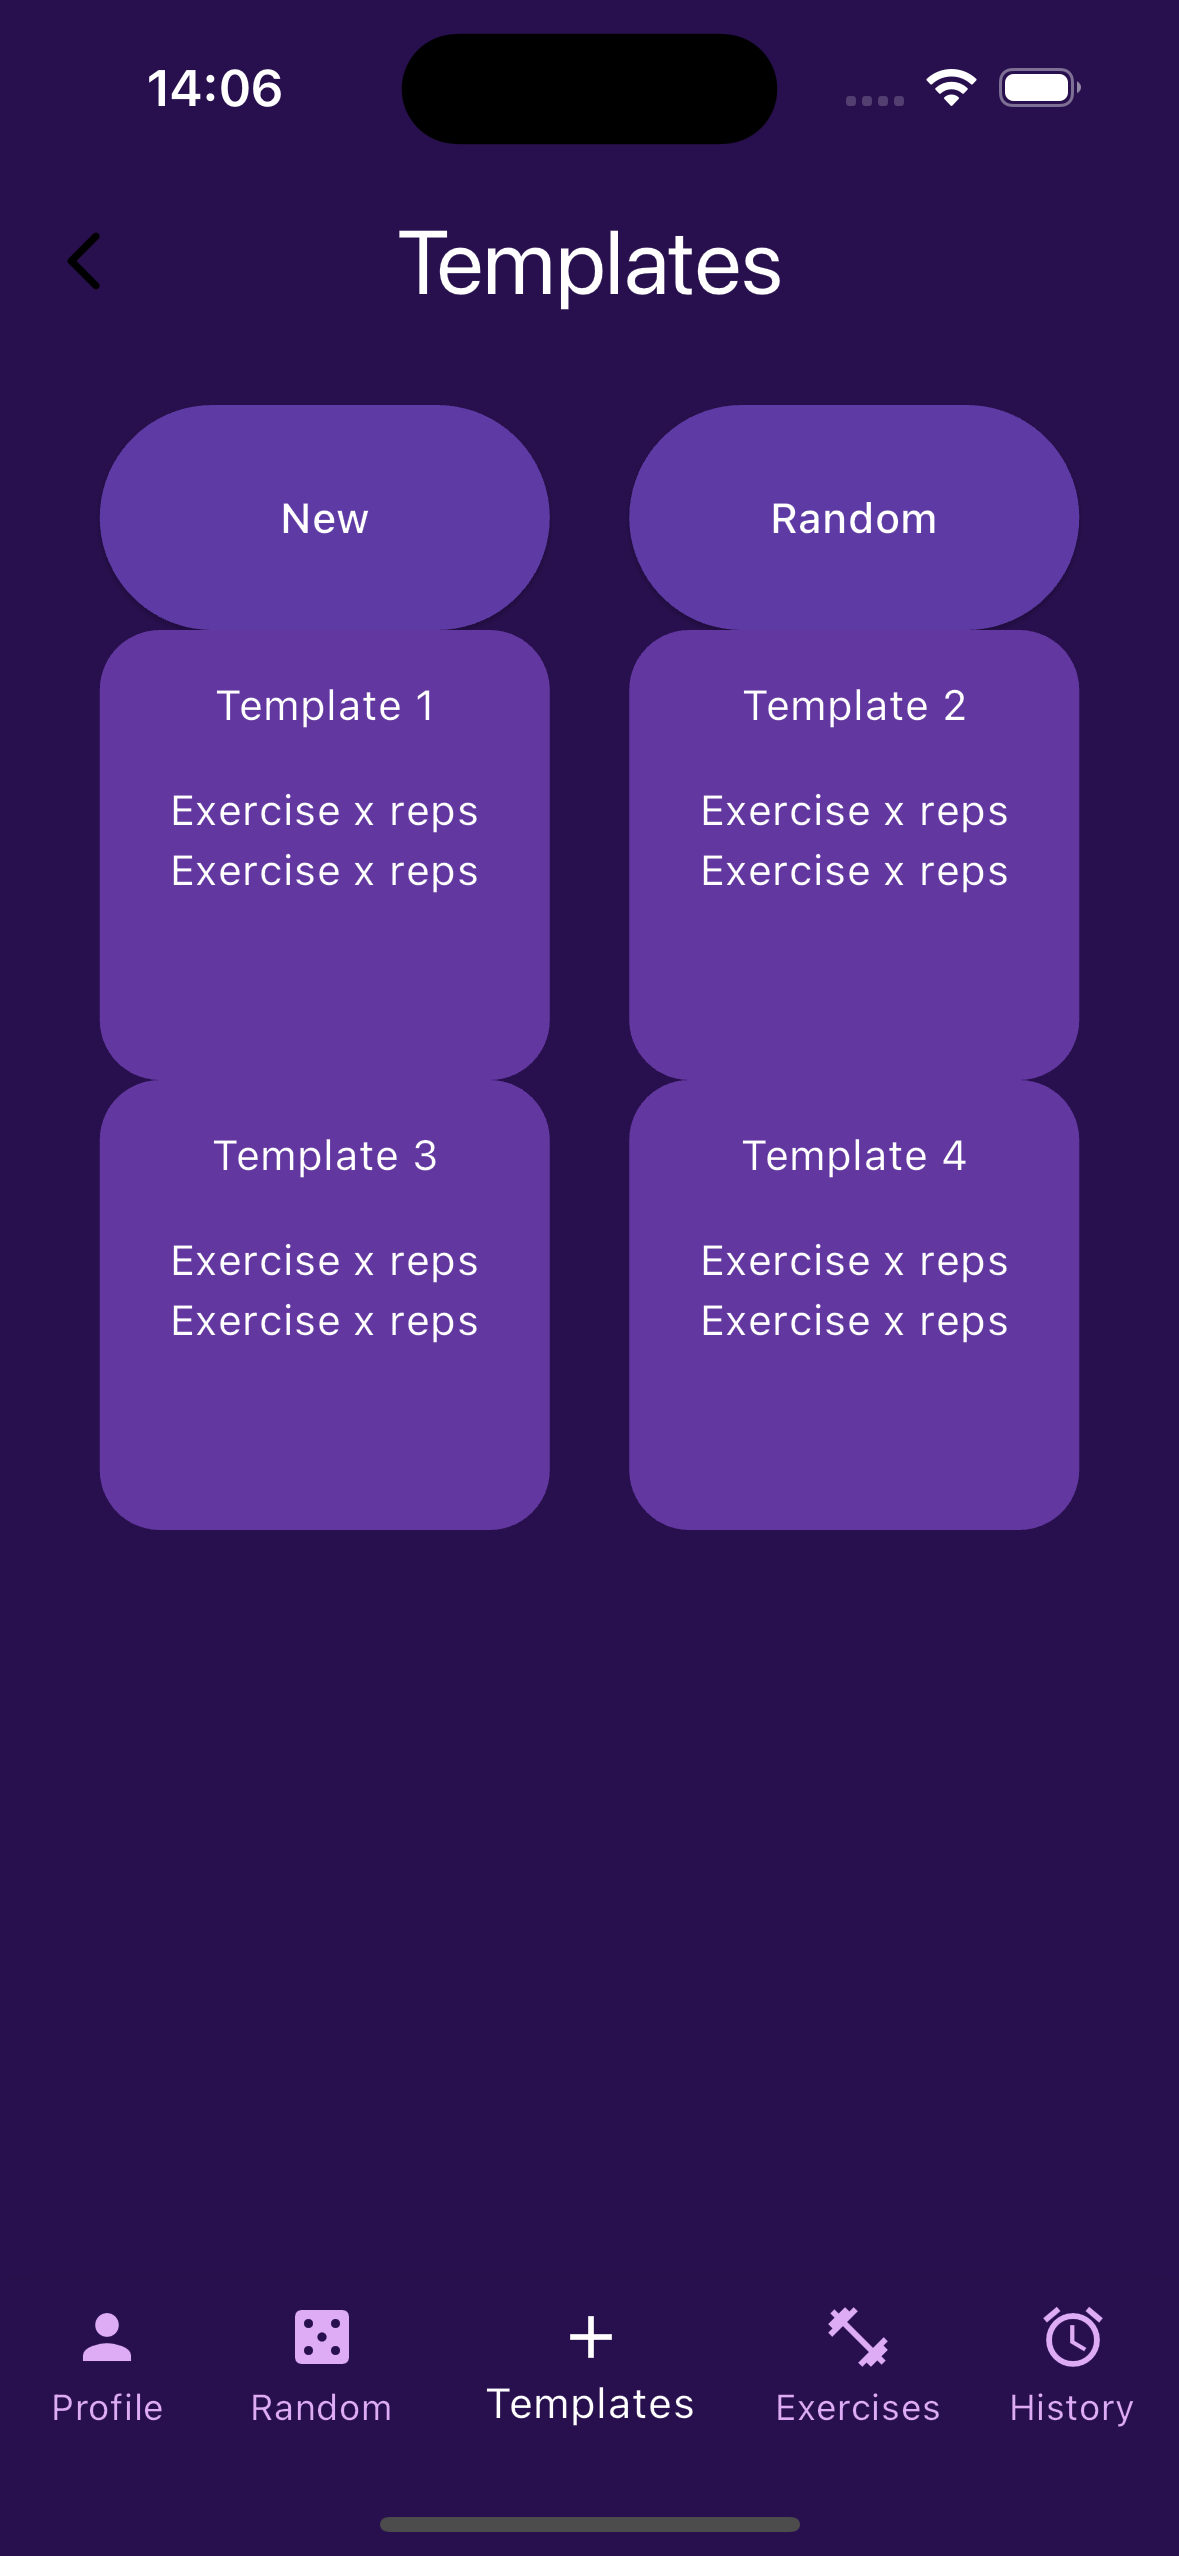 14:06
Templates
New
Random
Template 1
Exercise x reps
Exercise x reps
Template 2
Exercise x reps
Exercise x reps
Template 3
Exercise x reps
Exercise x reps
Template 4
Exercise x reps
Exercise x reps
Profile
Random
Templates
Exercises
History